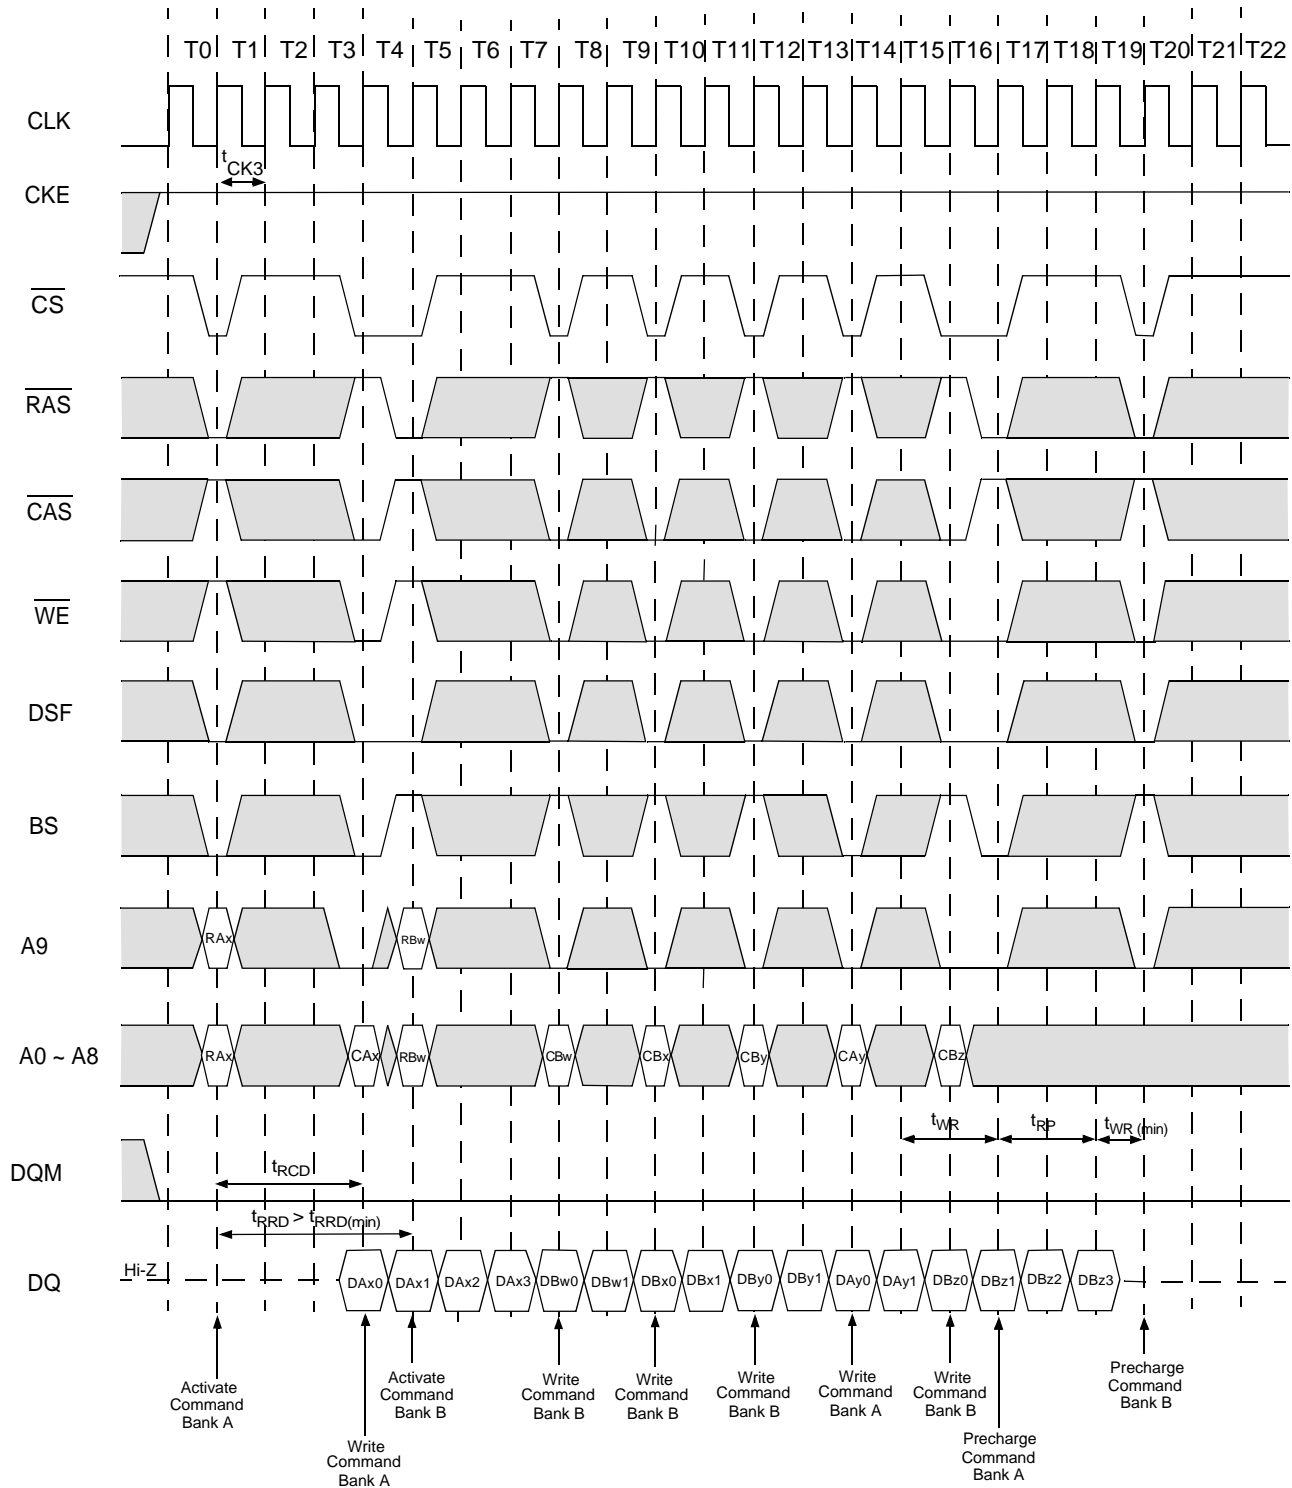 T0 T1 T2 T3 T4 T5 T6 T7 T8 T9 T10 T11 T12 T13 T14 T15 T16 T17 T18 T19 T20 T21 T22
CLK
tCK3
CKE
CS
RAS
CAS
WE
DSF
BS
A9
RAx RBw
A0 ~ A8
RAx CAx RBw CBw CBx CBy CAy CBz
tWR tRP tWR (min)
DQM
tRCD
tRRD > tRRD(min)
Hi-Z
DQ
DAx0 DAx1 DAx2 DAx3 DBw0 DBw1 DBx0 DBx1 DBy0 DBy1 DAy0 DAy1 DBz0 DBz1 DBz2 DBz3
Activate
Command
Bank A
Write
Command
Bank A
Activate
Command
Bank B
Write
Command
Bank B
Write
Command
Bank B
Write
Command
Bank B
Write
Command
Bank A
Write
Command
Bank B
Precharge
Command
Bank A
Precharge
Command
Bank B